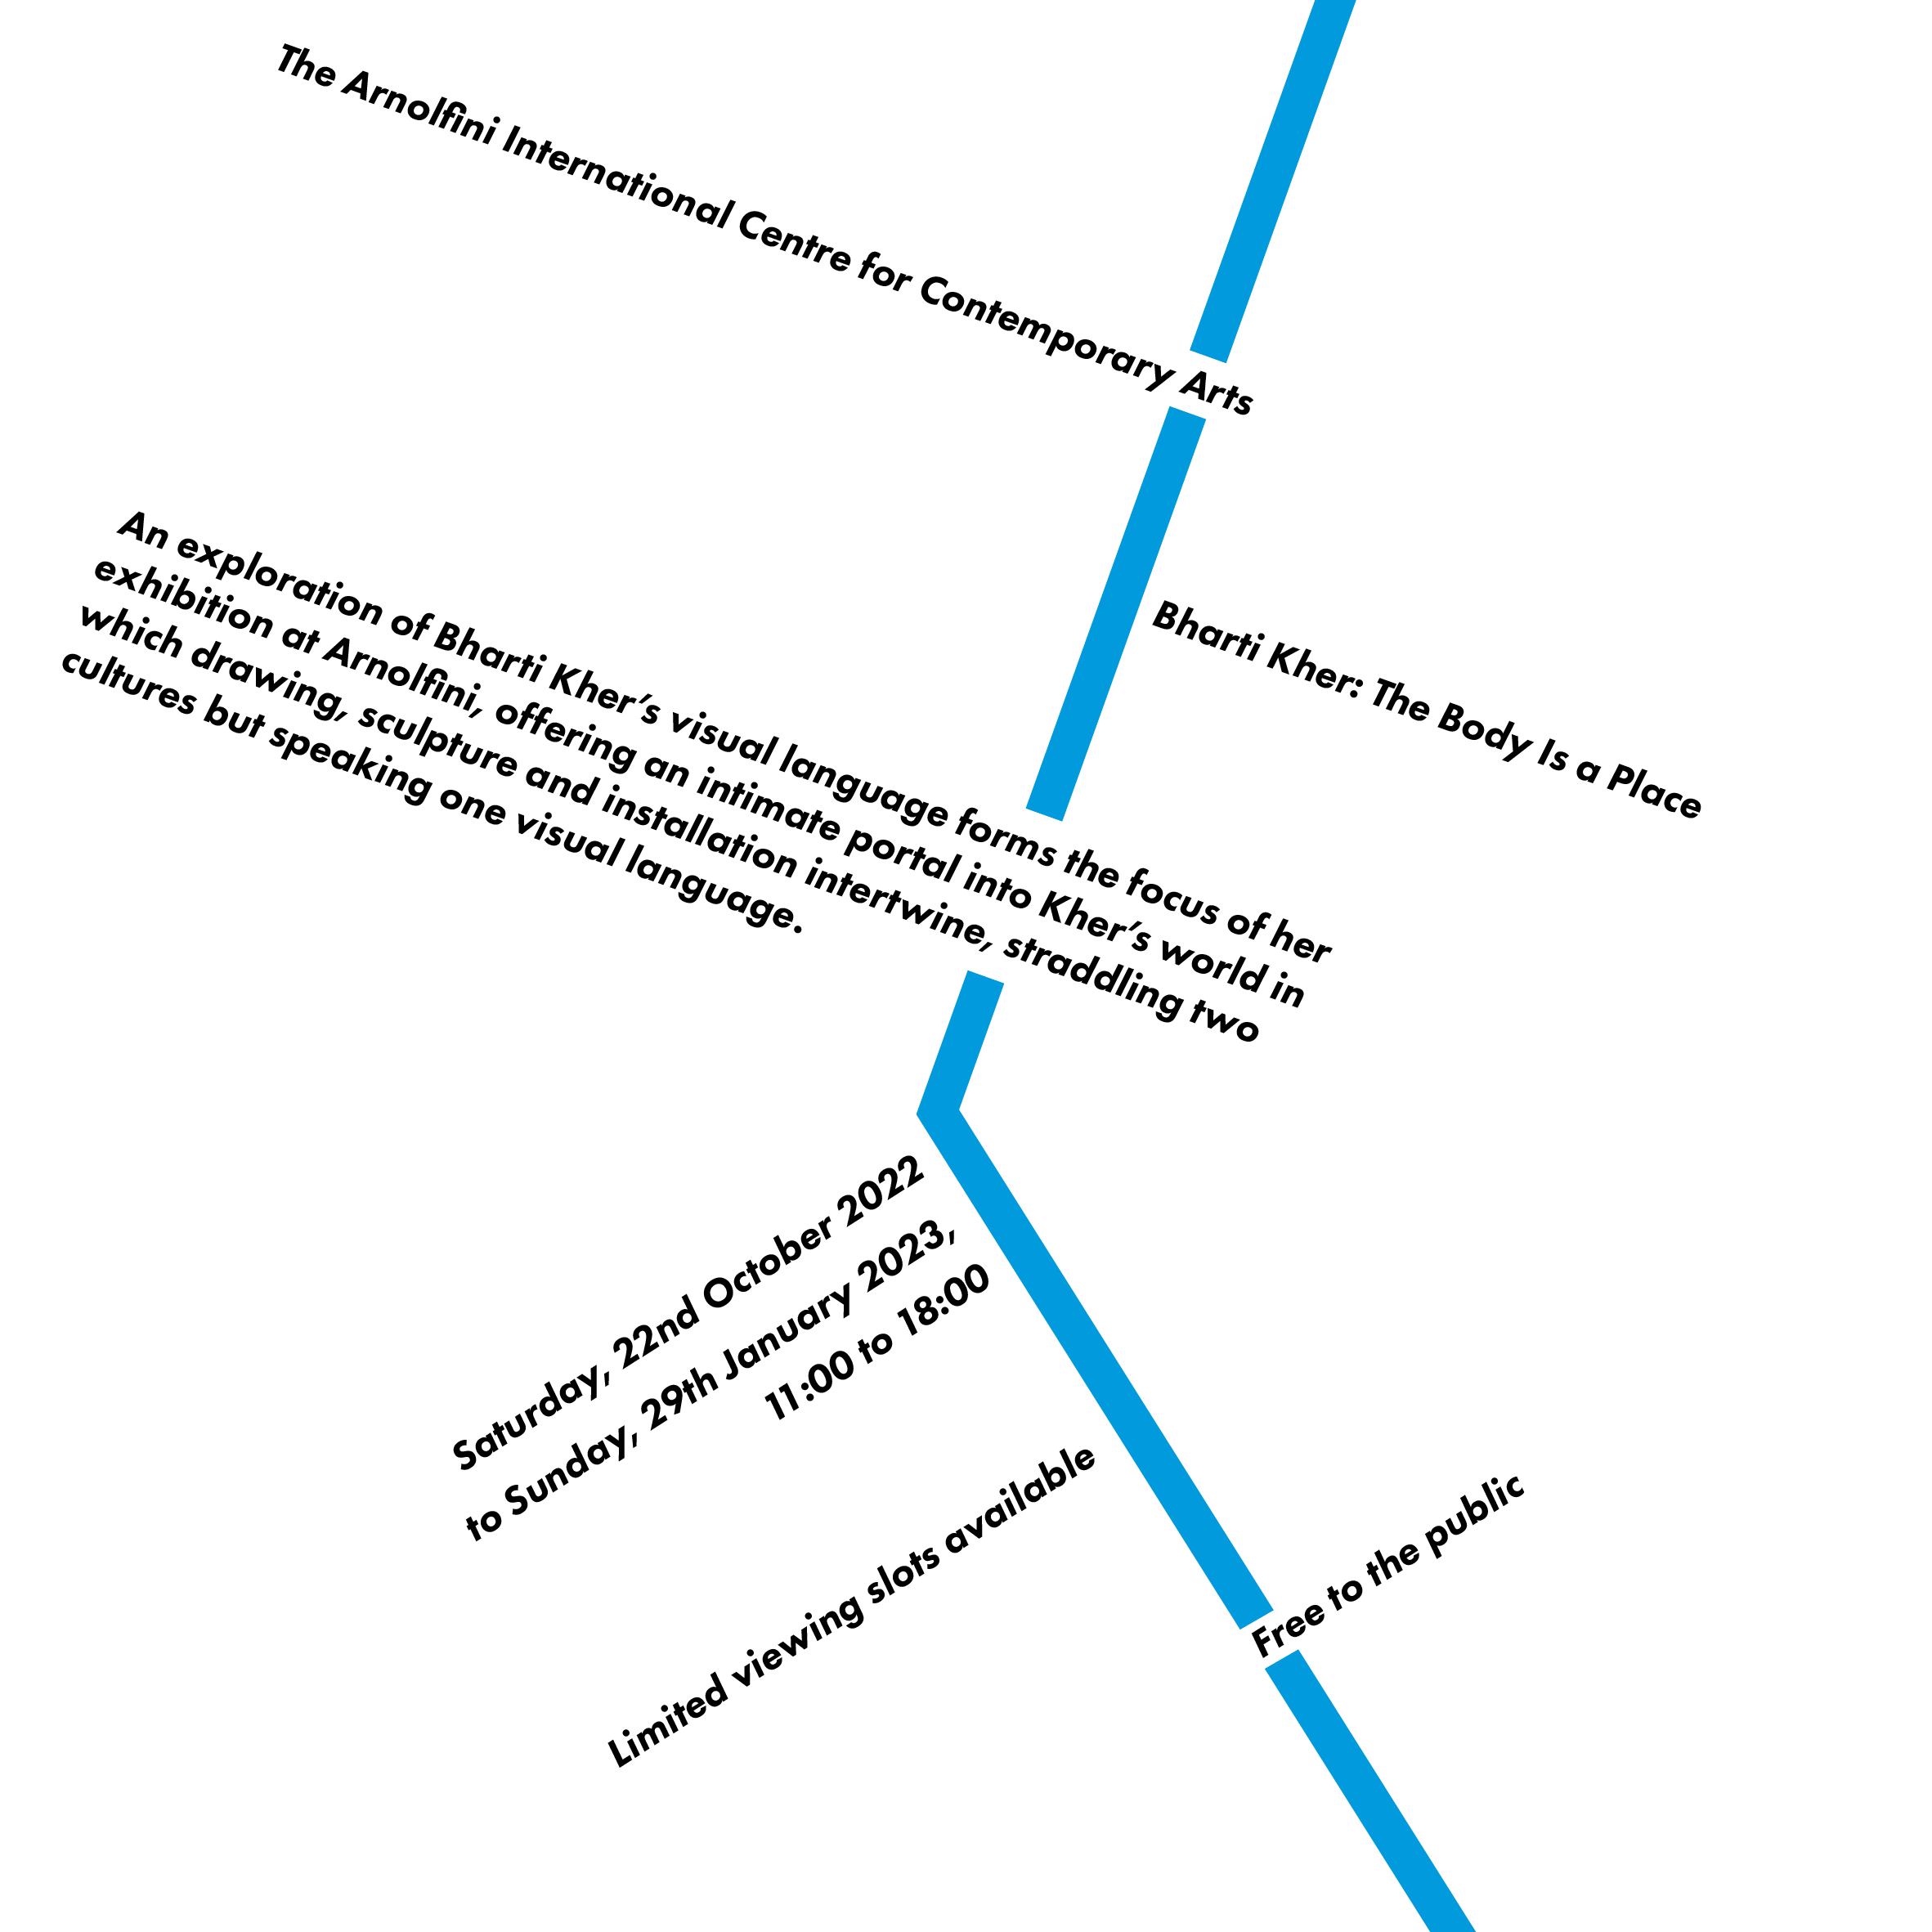 The Arnolfini International Centre for Contemporary Arts
Bharti Kher: The Body Is a Place
An exploration of Bharti Kher's visual language forms the focus of her
exhibition at Arnolfini, offering an intimate portal into Kher's world in
which drawing, sculpture and installation intertwine, straddling two
cultures but speaking one visual language.
Saturday, 22nd October 2022
to Sunday, 29th January 2023,
11:00 to 18:00
Limited viewing slots available
Free to the public